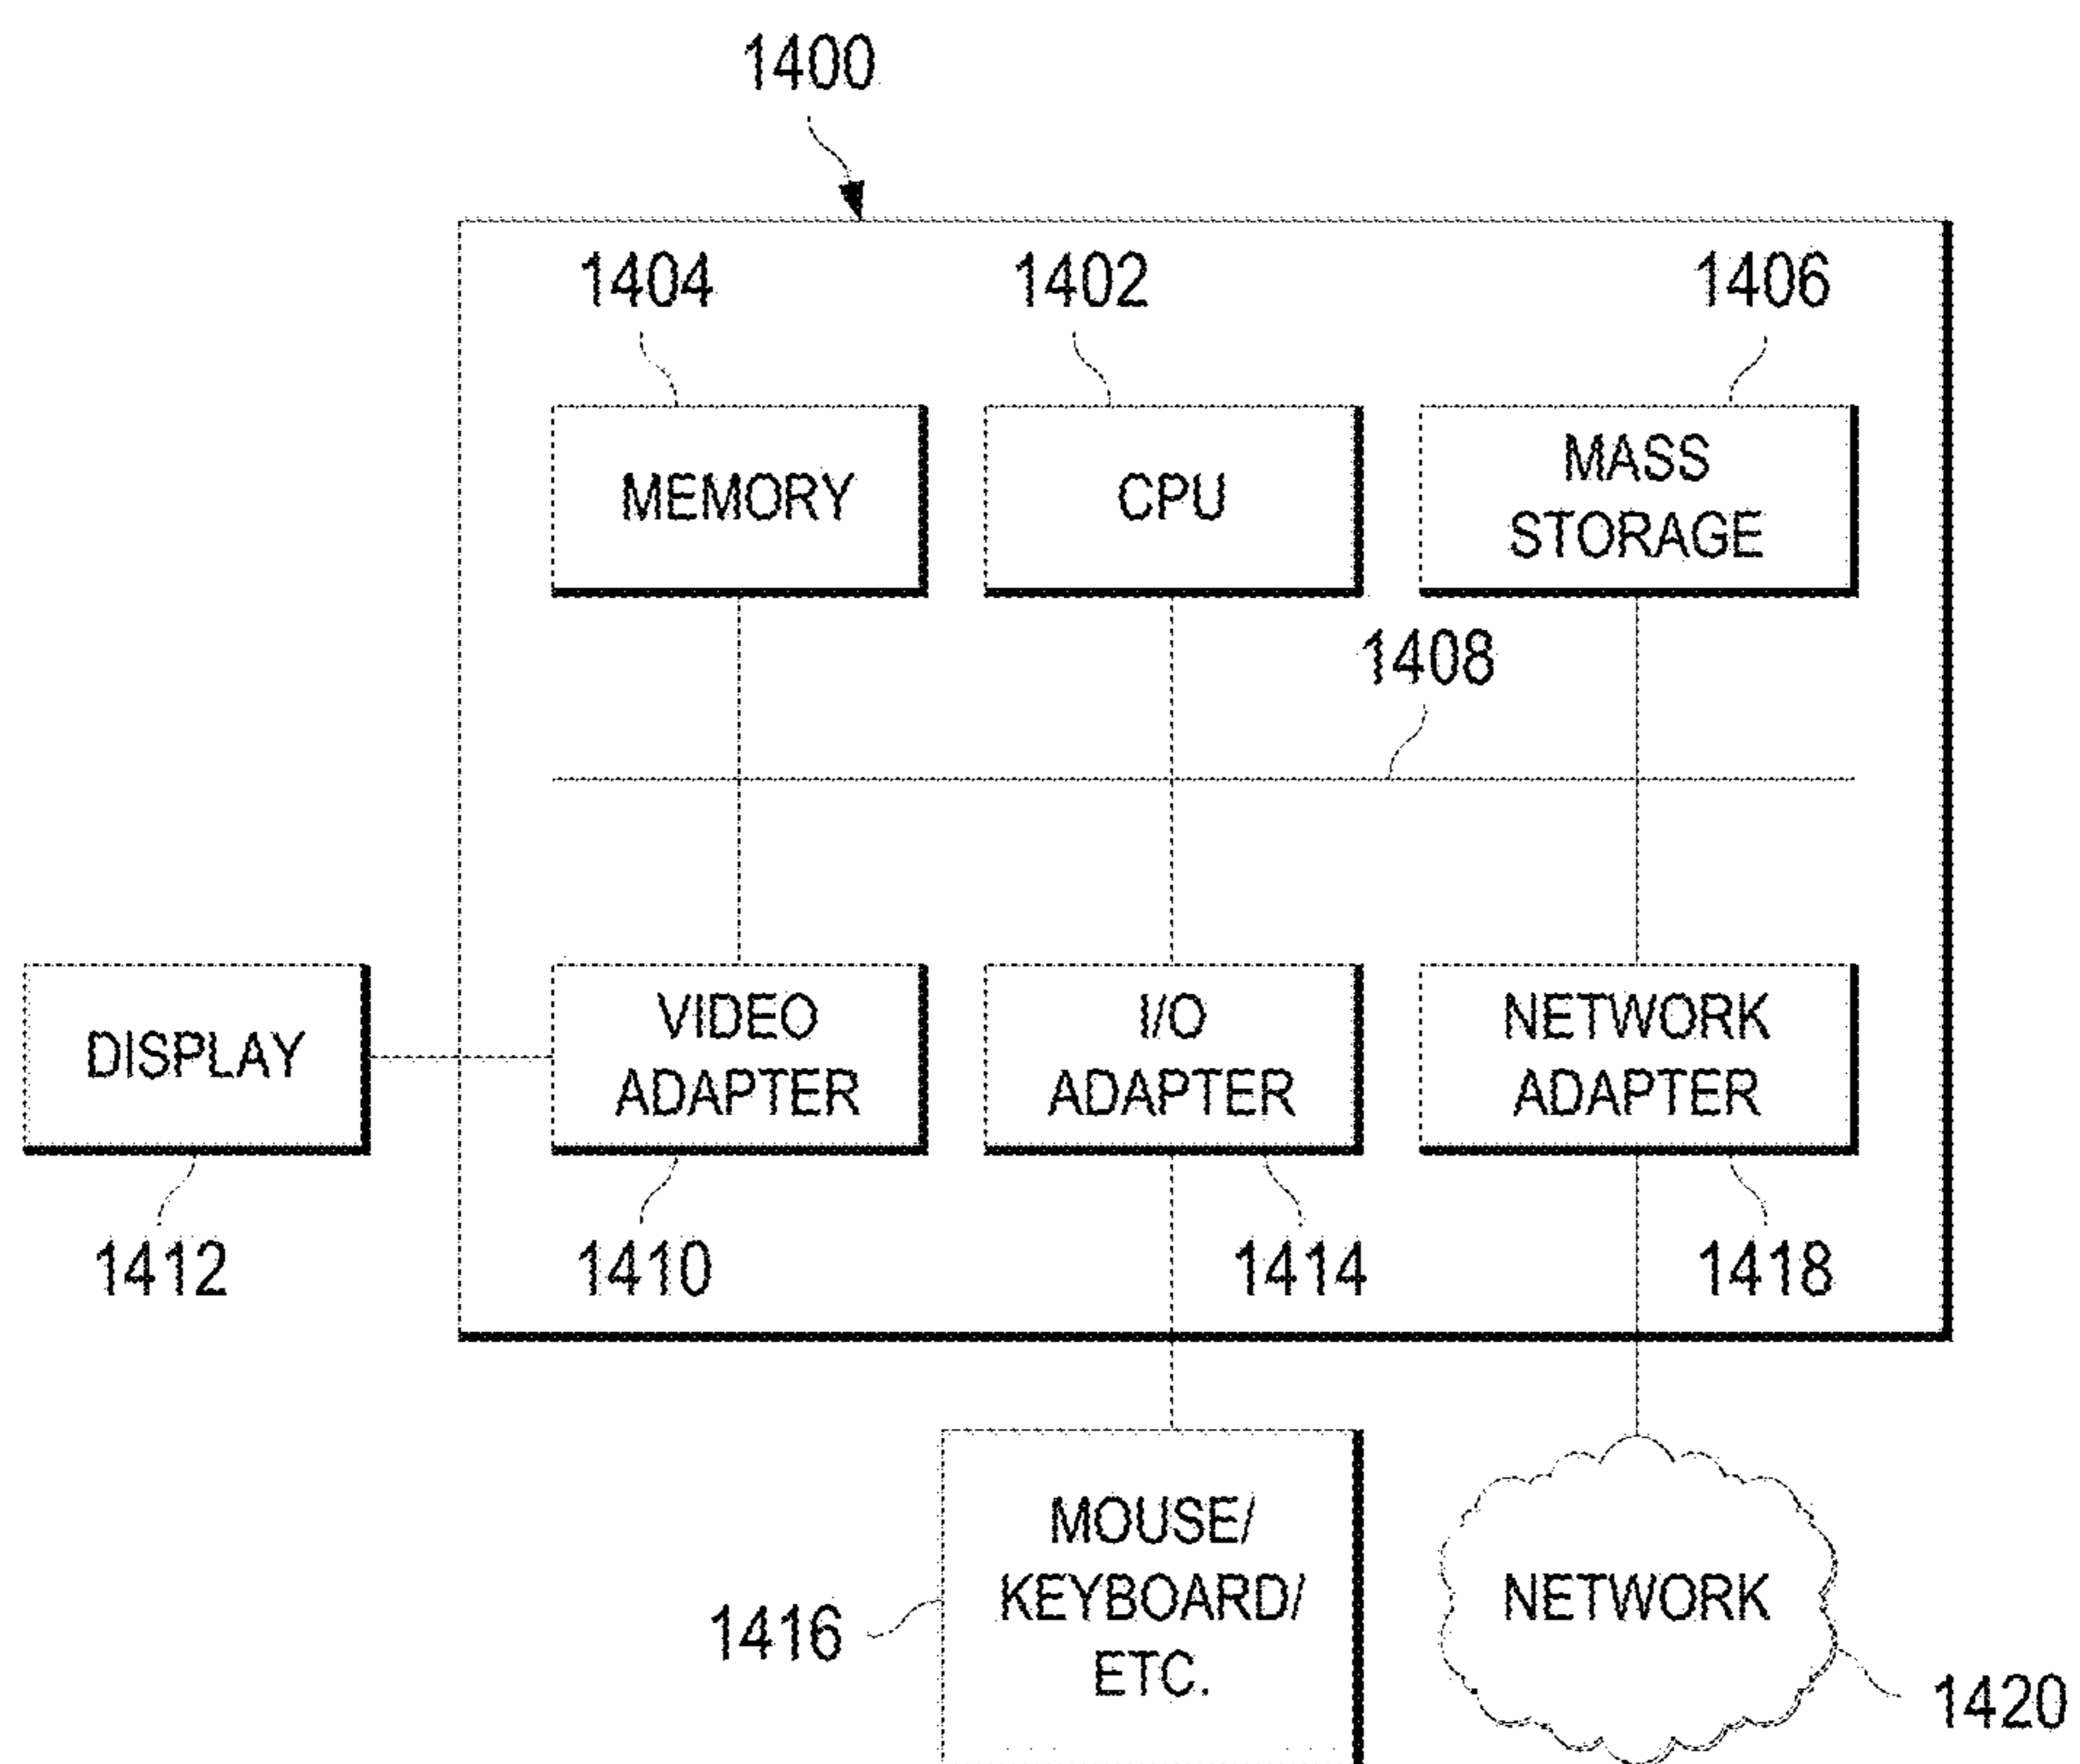 1400
1404
1402
1406
MEMORY
CPU
MASS
STORAGE
1408
DISPLAY
VIDEO
ADAPTER
I/O
ADAPTER
NETWORK
ADAPTER
1412
1410
1414
1418
MOUSE/
KEYBOARD/
ETC.
NETWORK
1416
1420